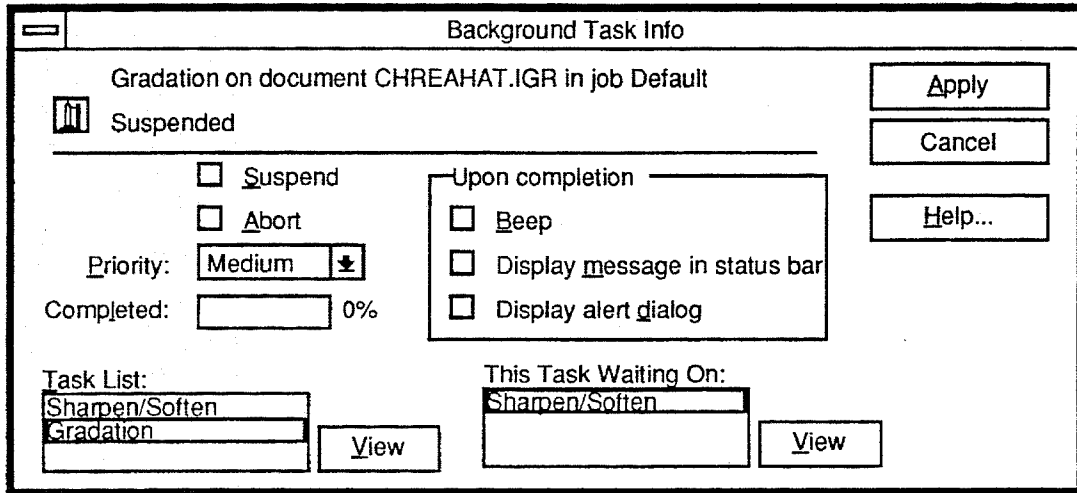 Background Task Info
Gradation on document CHREAHAT.IGR in job Default
Suspended
Apply
Cancel
Help...
Suspend
Abort
Priority: Medium
Completed: 0%
Upon completion
Beep
Display message in status bar
Display alert dialog
Task List:
Sharpen/Soften
Gradation
View
This Task Waiting On:
Sharpen/Soften
View